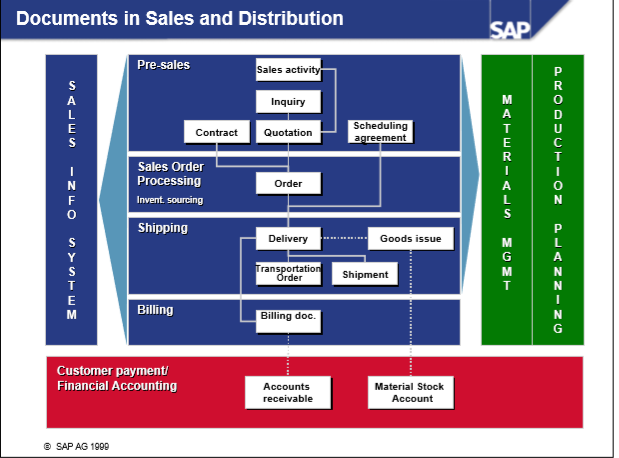 Documents in Sales and Distribution
SAP
SALES INFO SYSTEM
Pre-sales
Sales activity
Inquiry
Contract
Quotation
Scheduling
agreement
Sales Order
Processing
Invent. sourcing
Order
Shipping
Delivery
Goods issue
Transportation
Order
Shipment
Billing
Billing doc.
MATERIALS MGMT
PRODUCTION PLANNING
Customer payment/
Financial Accounting
Accounts
receivable
Material Stock
Account
© SAP AG 1999